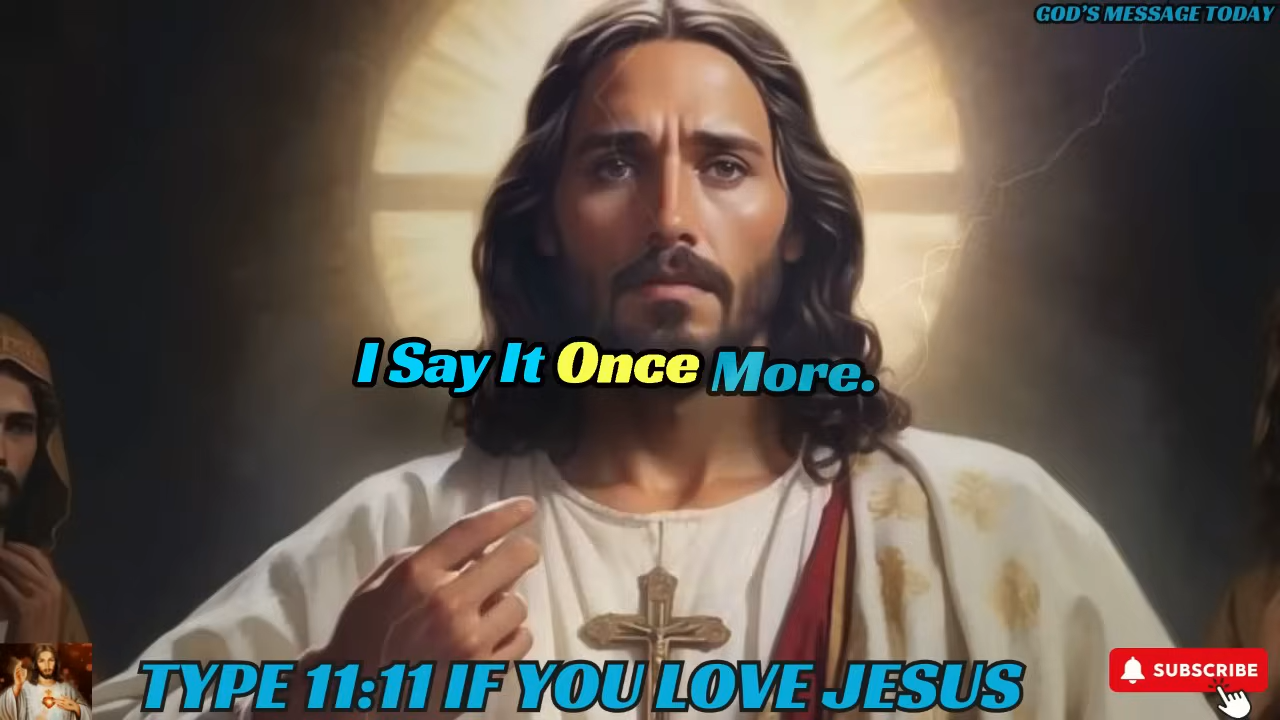 GOD'S MESSAGE TODAY
I Say It Once More.
TYPE 11:11 IF YOU LOVE JESUS
SUBSCRIBE